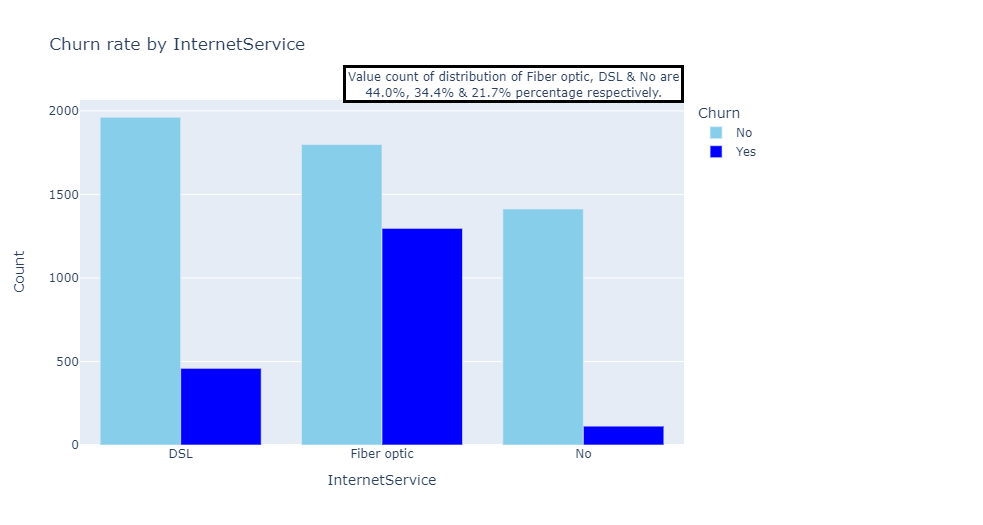 Churn rate by InternetService
Value count of distribution of Fiber optic, DSL & No are
44.0%, 34.4% & 21.7% percentage respectively.
Churn
No
Yes
2000
1500
1000
500
0
Count
DSL
Fiber optic
No
InternetService